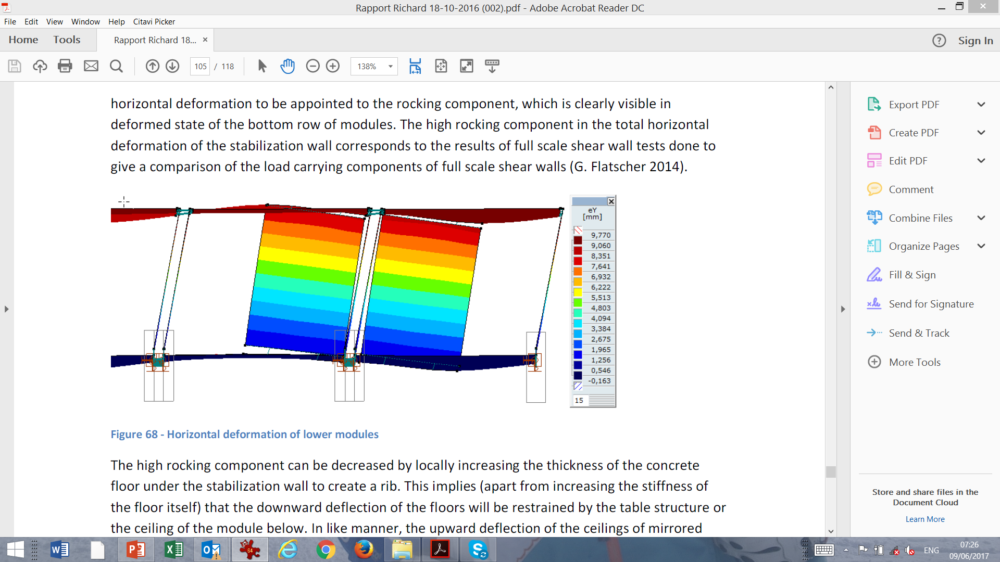 Rapport Richard 18-10-2016 (002).pdf - Adobe Acrobat Reader DC
File Edit View Window Help Citavi Picker
Home Tools Rapport Richard 18... × ? Sign In
105 / 118 138%
horizontal deformation to be appointed to the rocking component, which is clearly visible in
deformed state of the bottom row of modules. The high rocking component in the total horizontal
deformation of the stabilization wall corresponds to the results of full scale shear wall tests done to
give a comparison of the load carrying components of full scale shear walls (G. Flatscher 2014).
eY
[mm]
9,770
9,060
8,351
7,641
6,932
6,222
5,513
4,803
4,094
3,384
2,675
1,965
1,256
0,546
-0,163
15
Figure 68 - Horizontal deformation of lower modules
The high rocking component can be decreased by locally increasing the thickness of the concrete
floor under the stabilization wall to create a rib. This implies (apart from increasing the stiffness of
the floor itself) that the downward deflection of the floors will be restrained by the table structure or
the ceiling of the module below. In like manner, the upward deflection of the ceilings of mirrored
Export PDF
Create PDF
Edit PDF
Comment
Combine Files
Organize Pages
Fill & Sign
Send for Signature
Send & Track
More Tools
Store and share files in the
Document Cloud
Learn More
64
ENG
07:26
09/06/2017